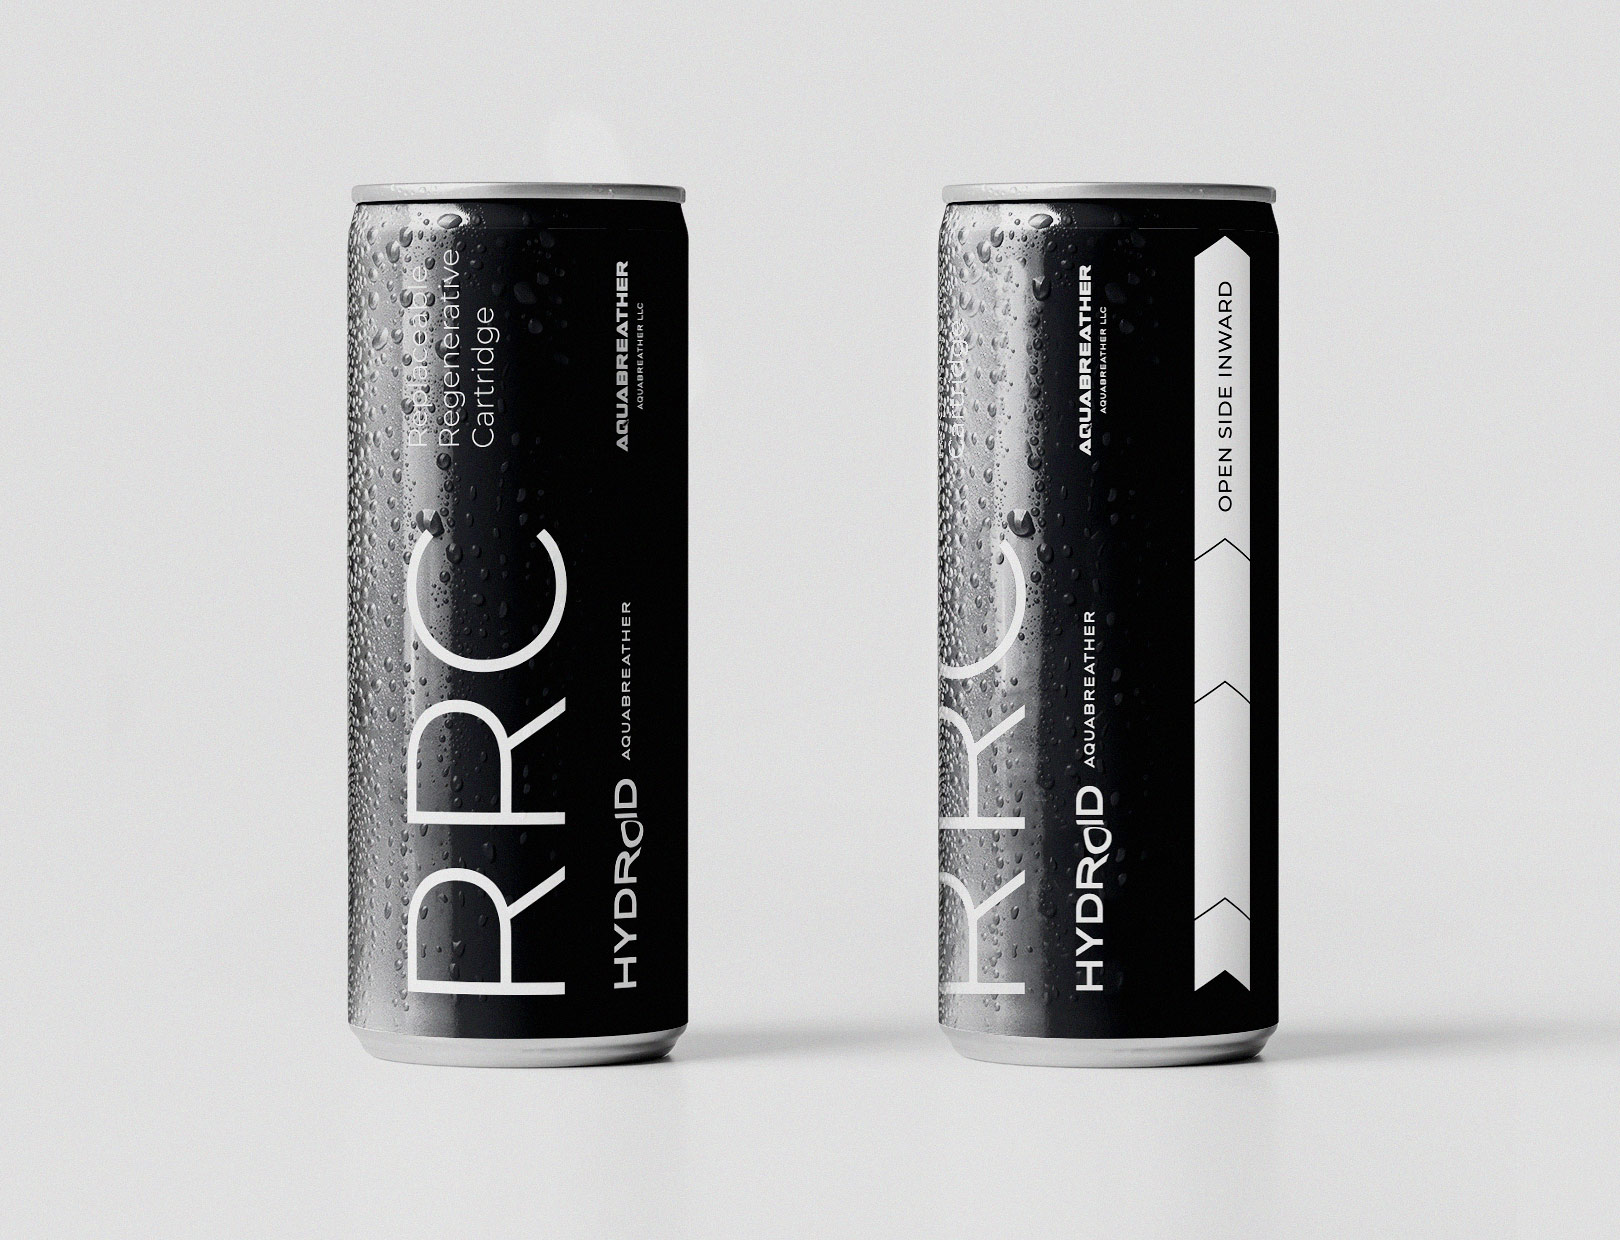 RRC
Replaceable
Regenerative
Cartridge
HYDROID AQUABREATHER
AQUABREATHER
AQUABREATHER LLC
RRC
Cartridge
HYDROID AQUABREATHER
AQUABREATHER
AQUABREATHER LLC
OPEN SIDE INWARD